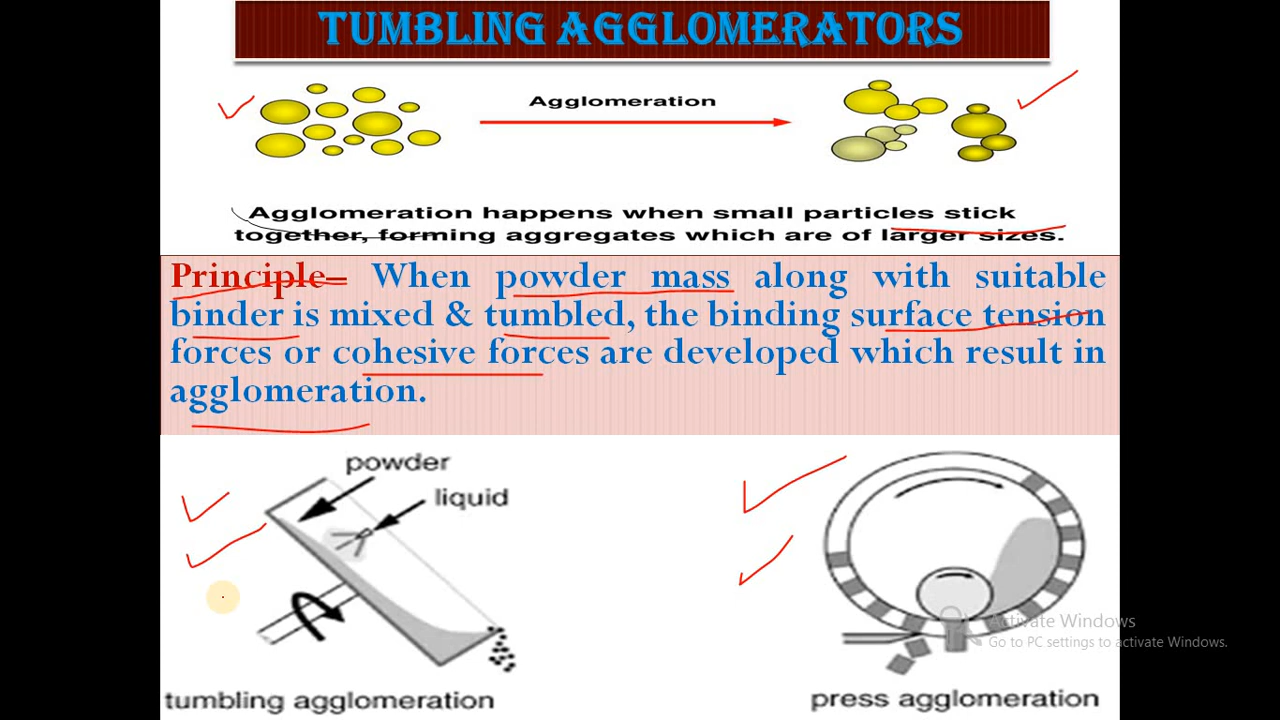 TUMBLING AGGLOMERATORS
Agglomeration
Agglomeration happens when small particles stick
together, forming aggregates which are of larger sizes.
Principle– When powder mass along with suitable
binder is mixed & tumbled, the binding surface tension
forces or cohesive forces are developed which result in
agglomeration.
powder
liquid
tumbling agglomeration
press agglomeration
Activate Windows
Go to PC settings to activate Windows.